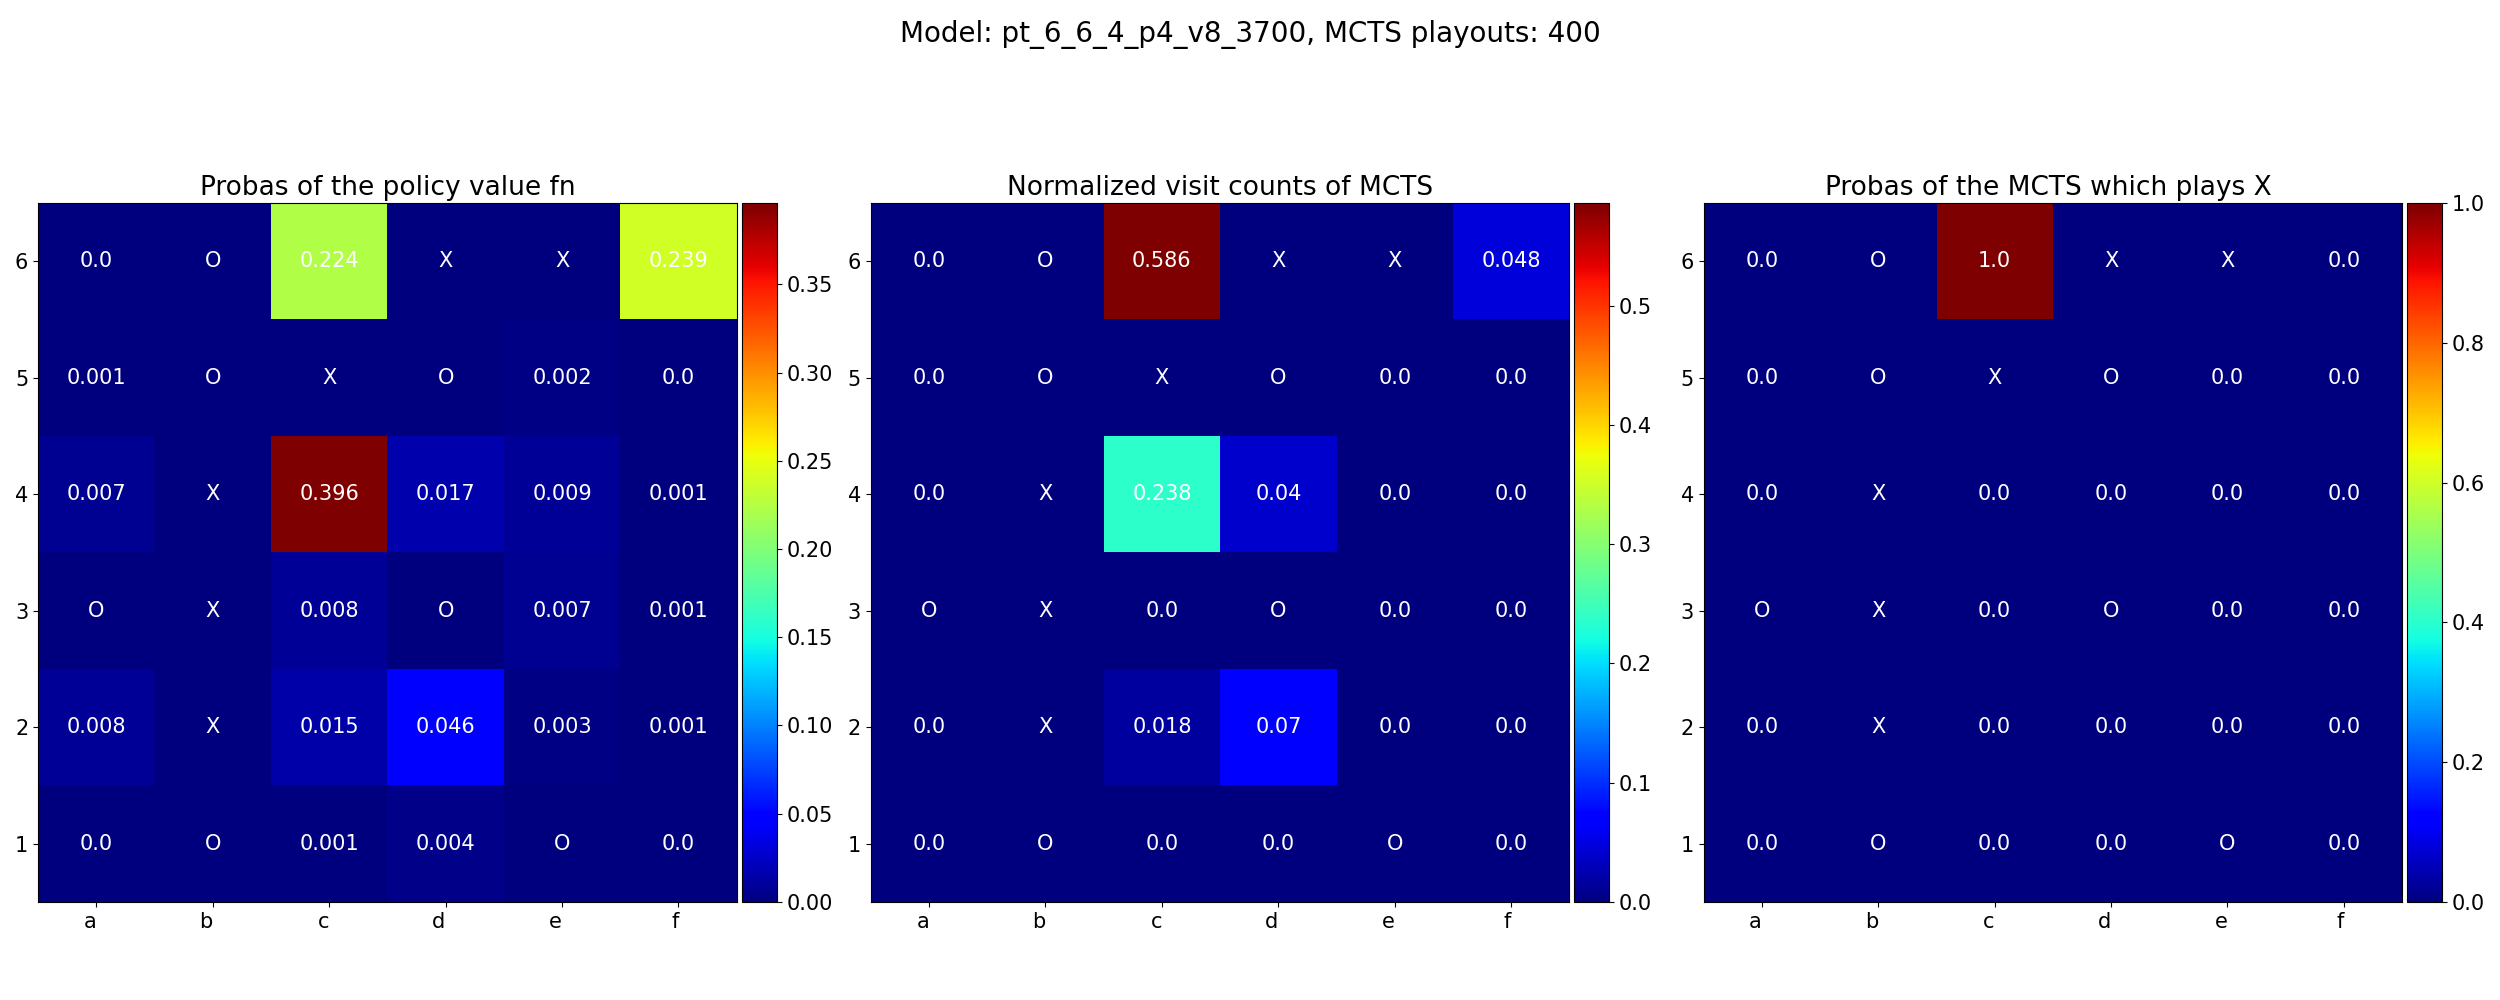 Model: pt_6_6_4_p4_v8_3700, MCTS playouts: 400
Probas of the policy value fn
6 0.0 O 0.224 X X 0.239
5 0.001 O X O 0.002 0.0
4 0.007 X 0.396 0.017 0.009 0.001
3 O X 0.008 O 0.007 0.001
2 0.008 X 0.015 0.046 0.003 0.001
1 0.0 O 0.001 0.004 O 0.0
a b c d e f
0.35
0.30
0.25
0.20
0.15
0.10
0.05
0.00
Normalized visit counts of MCTS
6 0.0 O 0.586 X X 0.048
5 0.0 O X O 0.0 0.0
4 0.0 X 0.238 0.04 0.0 0.0
3 O X 0.0 O 0.0 0.0
2 0.0 X 0.018 0.07 0.0 0.0
1 0.0 O 0.0 0.0 O 0.0
a b c d e f
0.5
0.4
0.3
0.2
0.1
0.0
Probas of the MCTS which plays X
6 0.0 O 1.0 X X 0.0
5 0.0 O X O 0.0 0.0
4 0.0 X 0.0 0.0 0.0 0.0
3 O X 0.0 O 0.0 0.0
2 0.0 X 0.0 0.0 0.0 0.0
1 0.0 O 0.0 0.0 O 0.0
a b c d e f
1.0
0.8
0.6
0.4
0.2
0.0